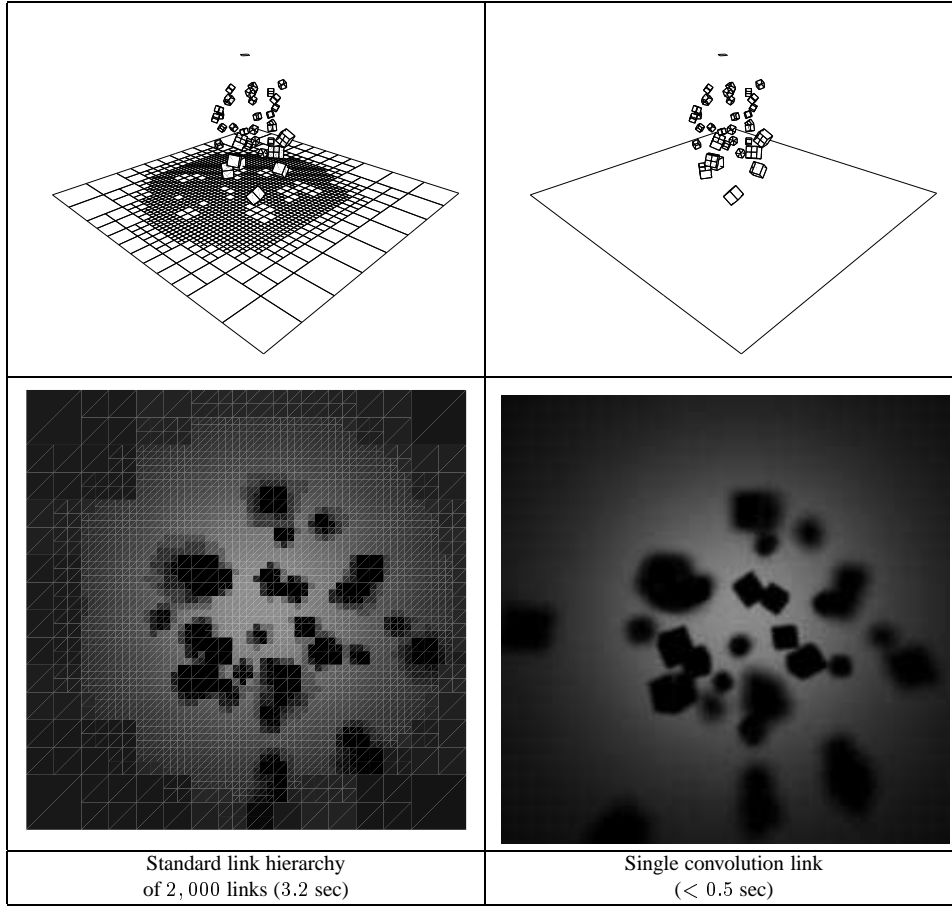 Standard link hierarchy
of 2,000 links (3.2 sec)
Single convolution link
(< 0.5 sec)